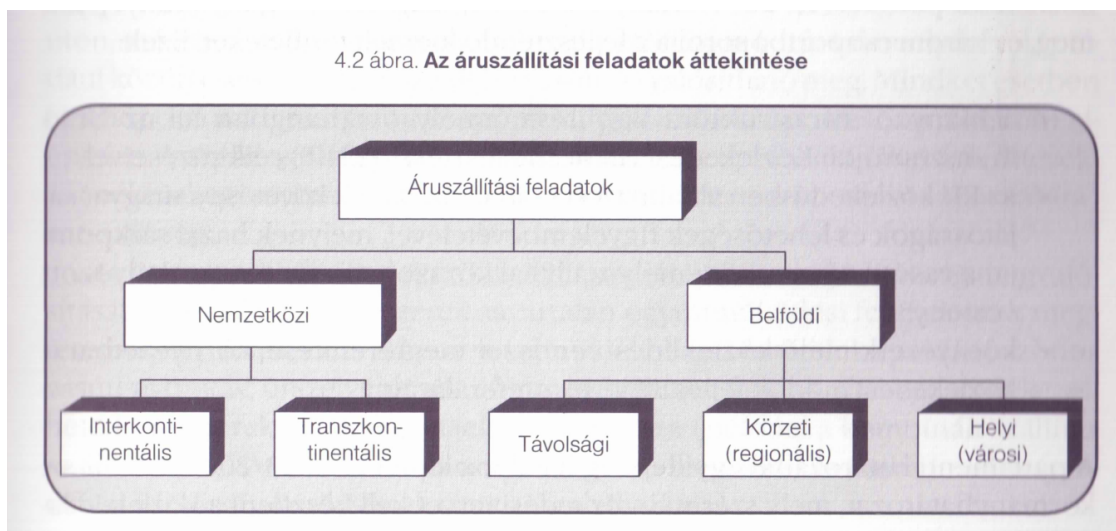 4.2 ábra. Az áruszállítási feladatok áttekintése
Áruszállítási feladatok
Nemzetközi
Belföldi
Interkonti-
nentális
Transzkon-
tinentális
Távolsági
Körzeti
(regionális)
Helyi
(városi)